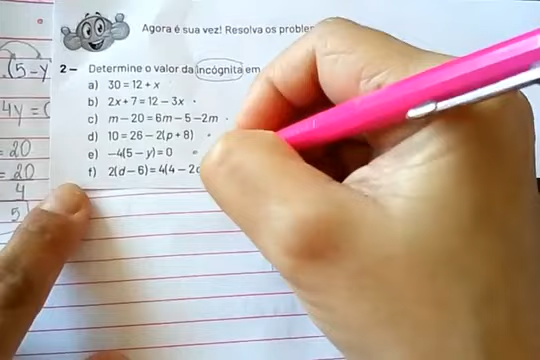 Agora é sua vez! Resolva os
2 – Determine o valor da incógnita em
a) 30 = 12 + x
b) 2x + 7 = 12 – 3x
c) m – 20 = 6m – 5 – 2m
d) 10 = 26 – 2(p + 8)
e) –4(5 – y) = 0
f) 2(d – 6) = 4(4 – 2
(5-y
4y =
= 20
= 20
4
5